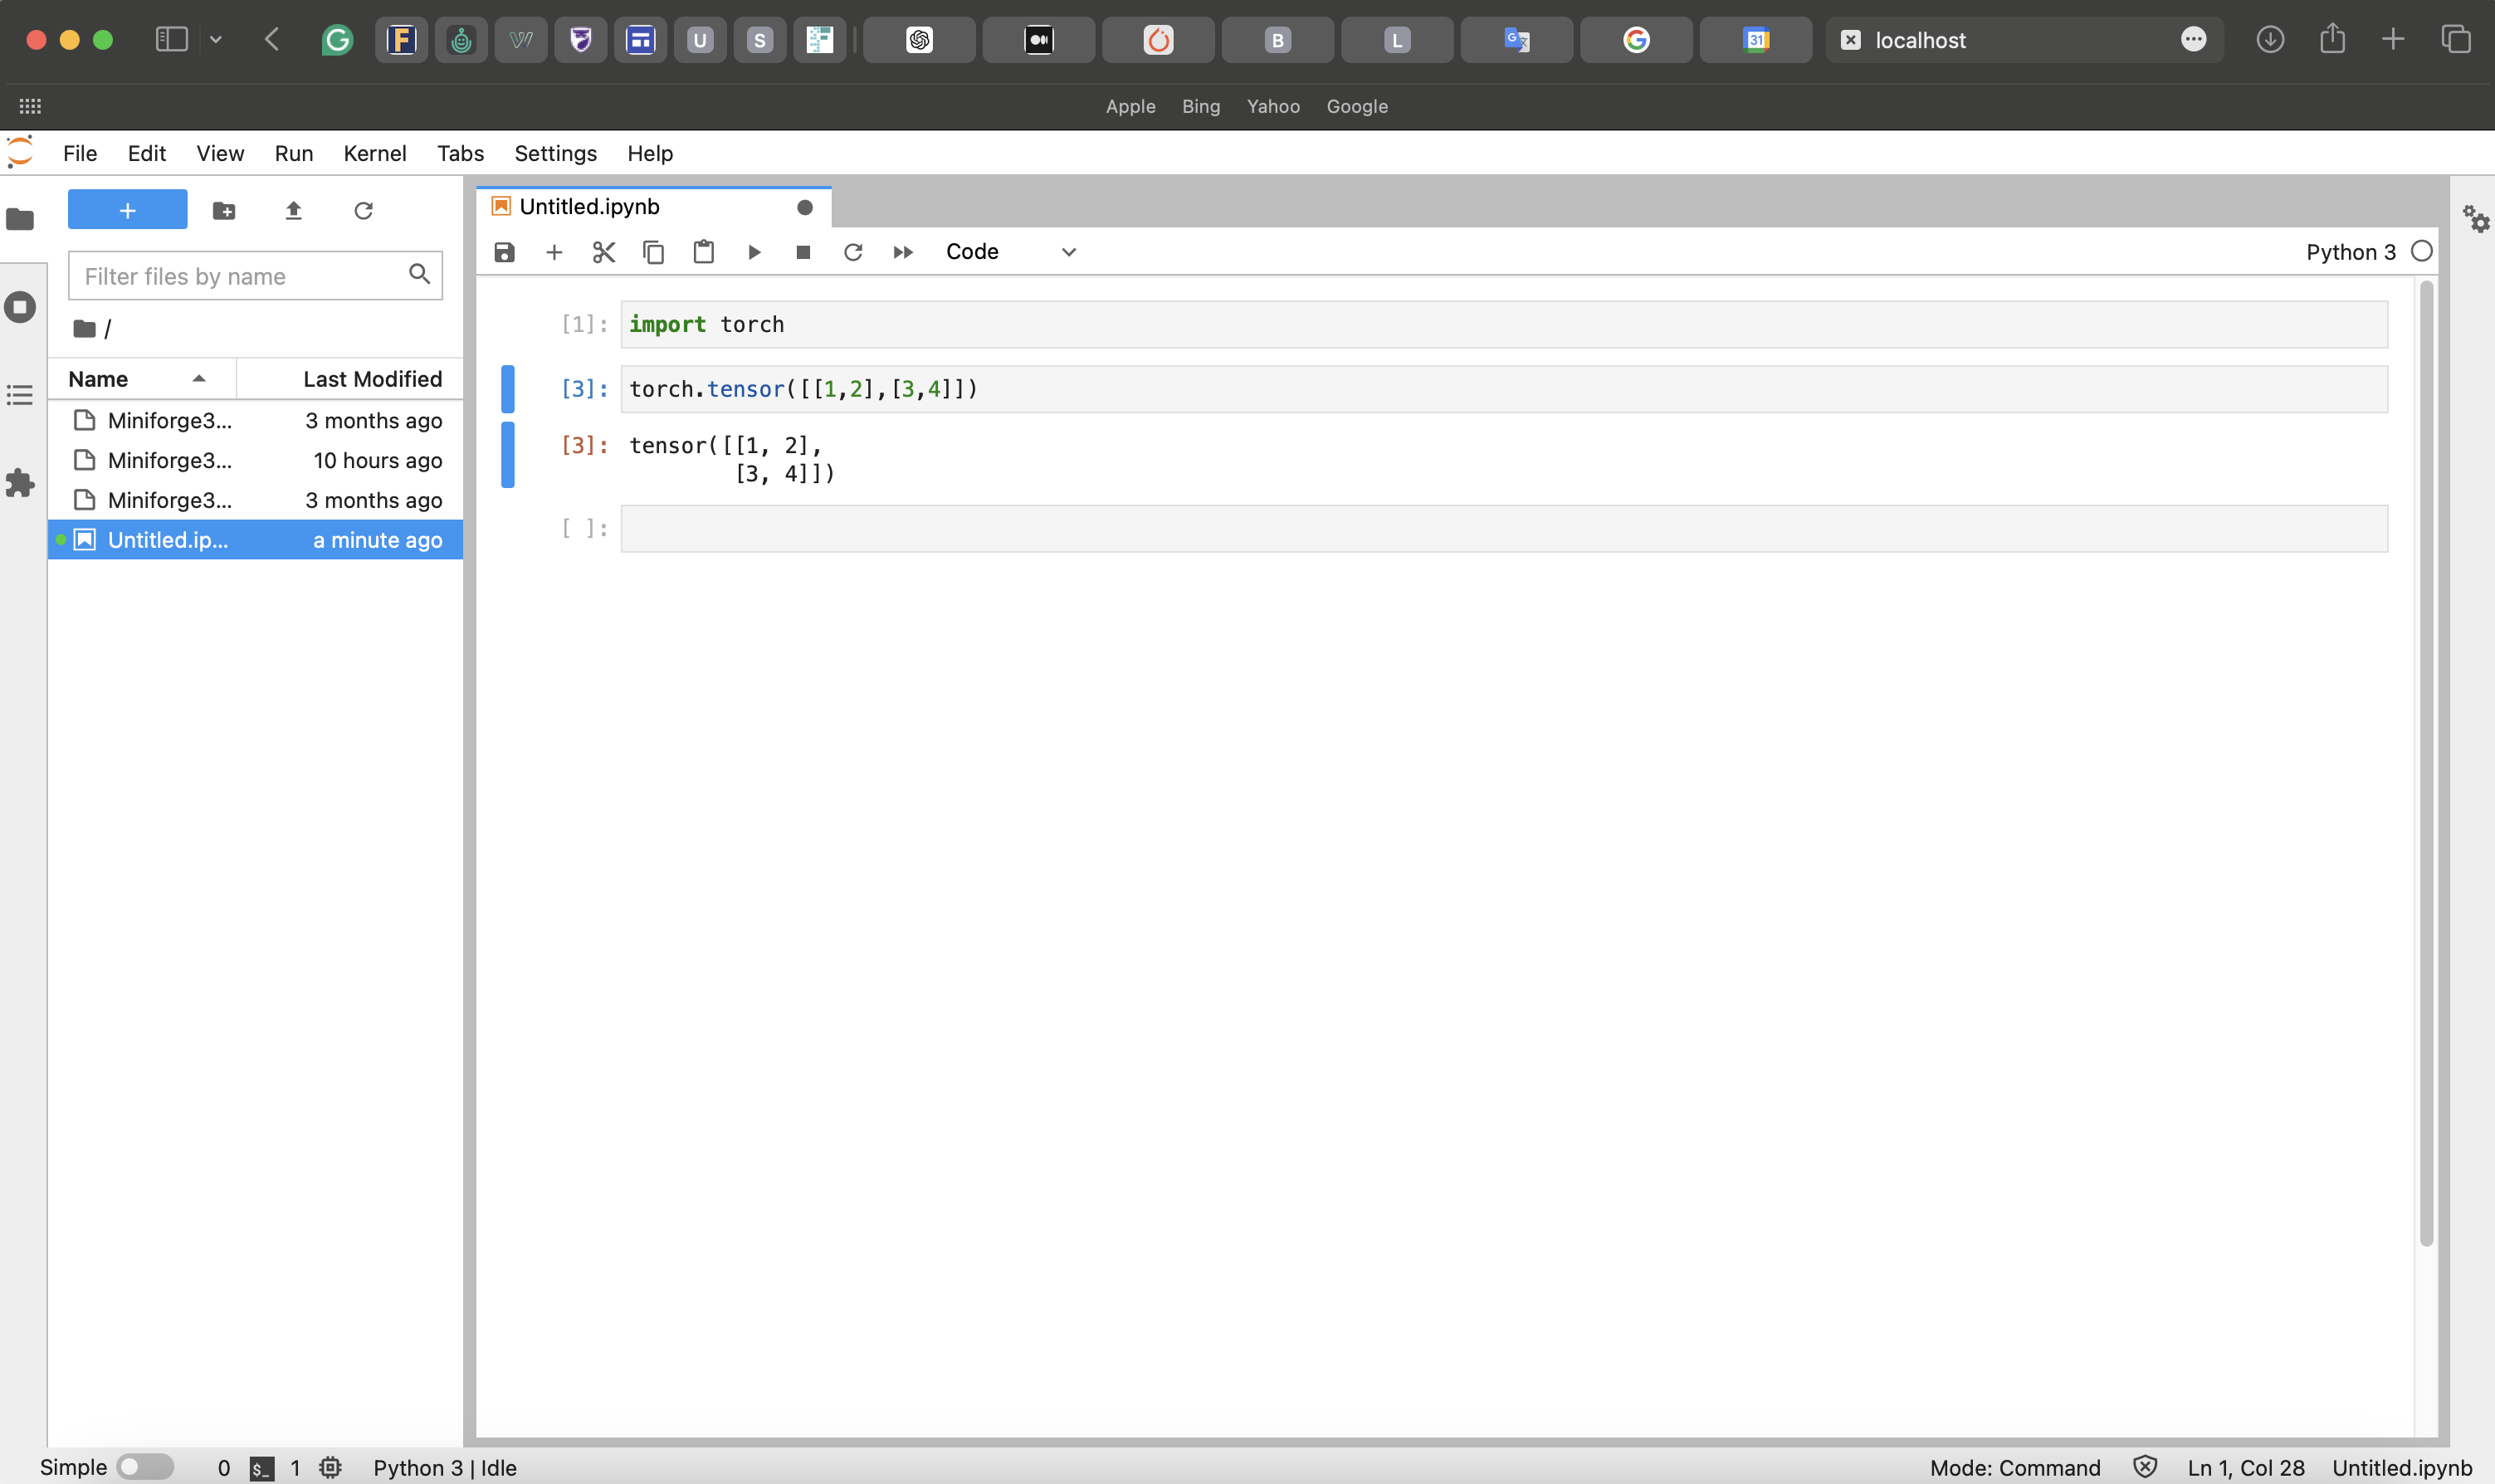 F U S B L 31 localhost
Apple Bing Yahoo Google
File Edit View Run Kernel Tabs Settings Help
Untitled.ipynb
Code Python 3
Filter files by name
/
Name Last Modified
Miniforge3... 3 months ago
Miniforge3... 10 hours ago
Miniforge3... 3 months ago
Untitled.ip... a minute ago
[1]: import torch
[3]: torch.tensor([[1,2],[3,4]])
[3]: tensor([[1, 2],
[3, 4]])
[ ]:
Simple 0 $_ 1 Python 3 | Idle Mode: Command Ln 1, Col 28 Untitled.ipynb